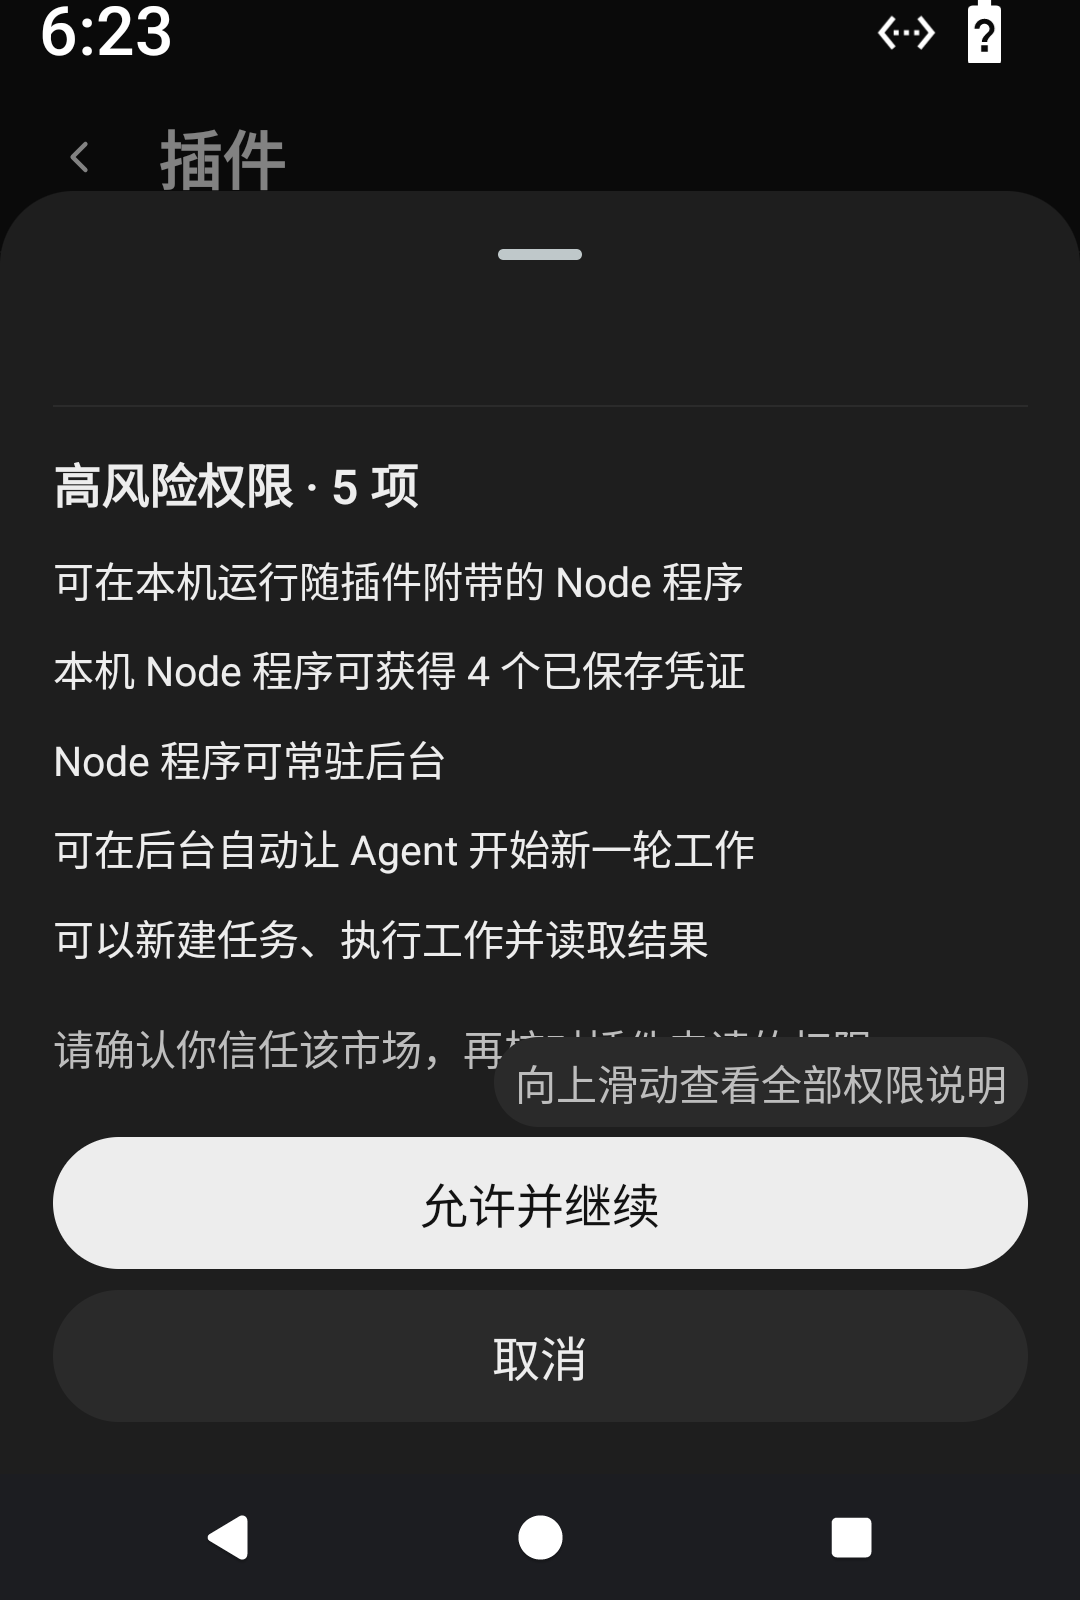 6:23
插件
高风险权限 · 5 项
可在本机运行随插件附带的 Node 程序
本机 Node 程序可获得 4 个已保存凭证
Node 程序可常驻后台
可在后台自动让 Agent 开始新一轮工作
可以新建任务、执行工作并读取结果
请确认你信任该市场，再
向上滑动查看全部权限说明
允许并继续
取消